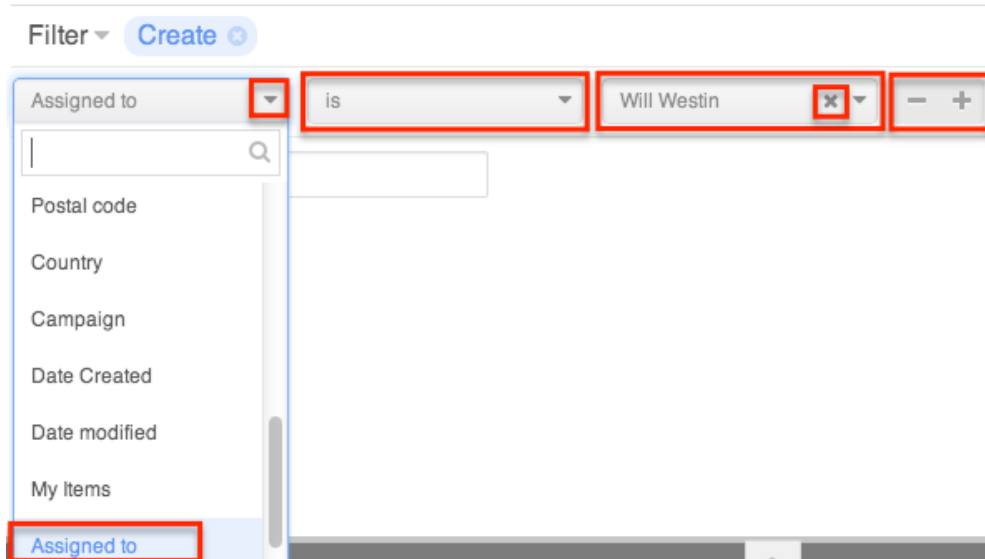 Filter Create
Assigned to is Will Westin
Postal code
Country
Campaign
Date Created
Date modified
My Items
Assigned to